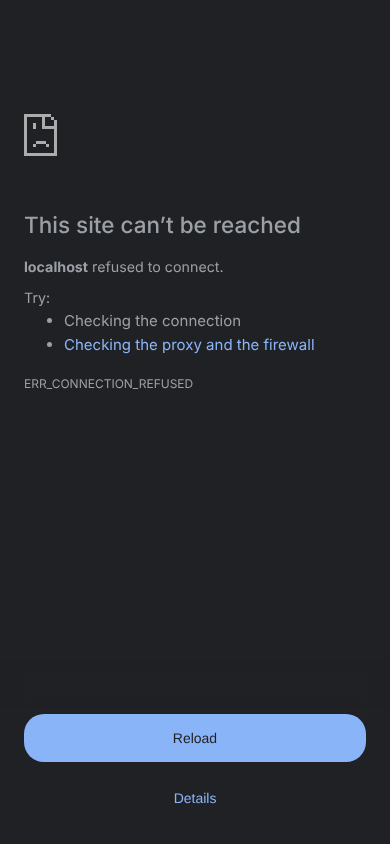 This site can’t be reached
localhost refused to connect.
Try:
Checking the connection
Checking the proxy and the firewall
ERR_CONNECTION_REFUSED
Reload
Details